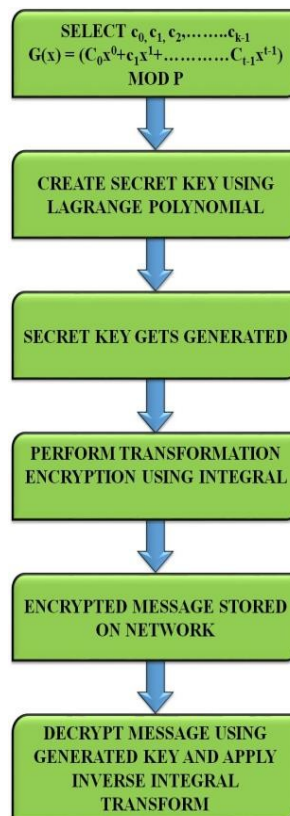 SELECT c₀, c₁, c₂,........cₖ₋₁
G(x) = (C₀x⁰+c₁x¹+…………Cₜ₋₁xᵗ⁻¹)
MOD P
CREATE SECRET KEY USING
LAGRANGE POLYNOMIAL
SECRET KEY GETS GENERATED
PERFORM TRANSFORMATION
ENCRYPTION USING INTEGRAL
ENCRYPTED MESSAGE STORED
ON NETWORK
DECRYPT MESSAGE USING
GENERATED KEY AND APPLY
INVERSE INTEGRAL
TRANSFORM